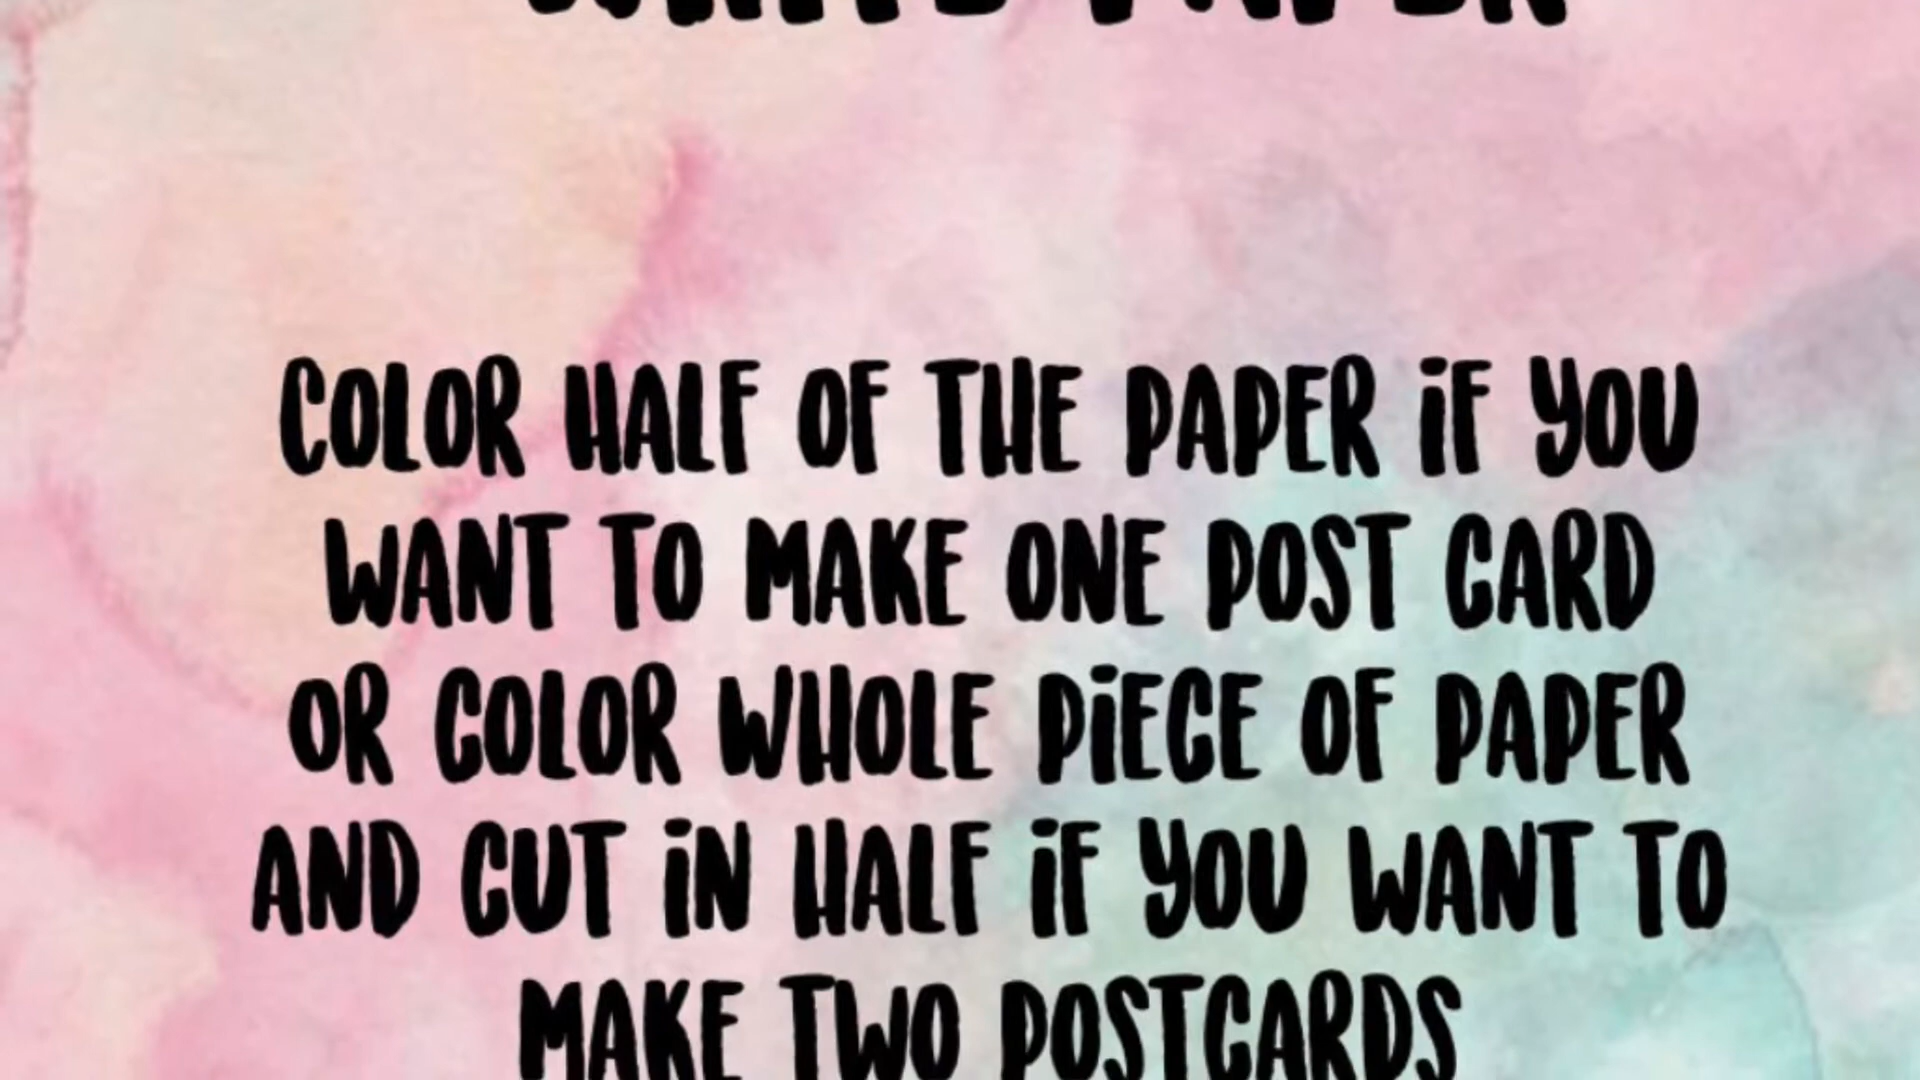 COLOR HALF OF THE PAPER iF YOU
WANT TO MAKE ONE POST CARD
OR COLOR WHOLE PiECE OF PAPER
AND CUT iN HALF iF YOU WANT TO
MAKE TWO POSTCARDS